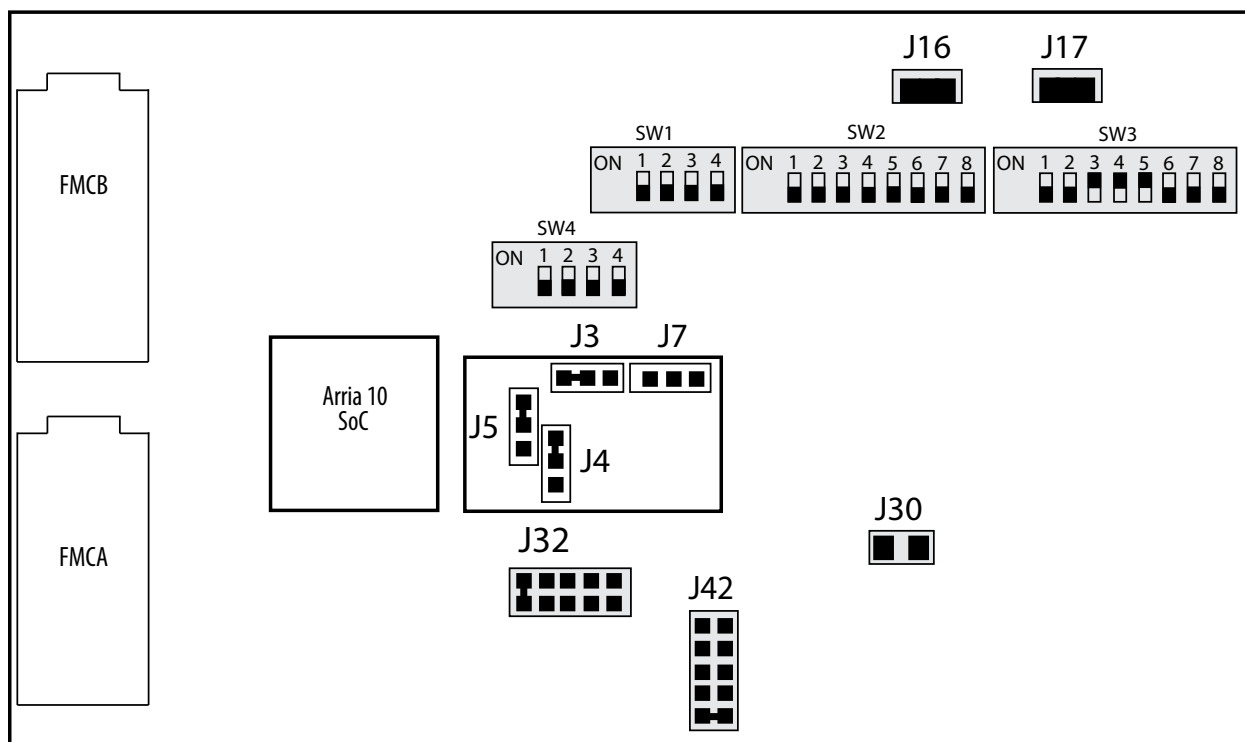 J16 J17
SW1 SW2 SW3
ON 1 2 3 4 ON 1 2 3 4 5 6 7 8 ON 1 2 3 4 5 6 7 8
FMCB
SW4
ON 1 2 3 4
J3 J7
Arria 10
SoC
J5
J4
J30
J32
FMCA
J42